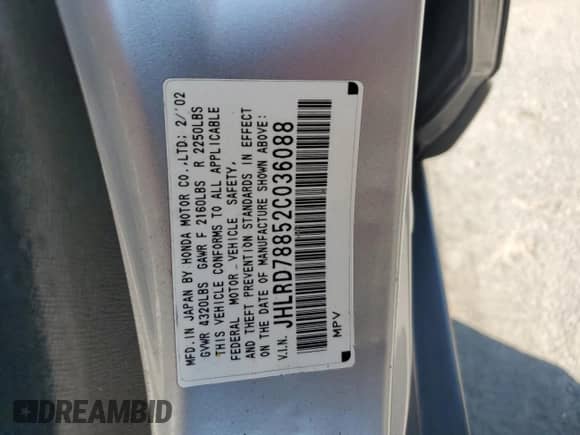 MFD.IN JAPAN BY HONDA MOTOR CO.,LTD; 2/'02
GVWR 4320LBS GAWR F 2160LBS R 2250LBS
THIS VEHICLE CONFORMS TO ALL APPLICABLE
FEDERAL MOTOR-VEHICLE SAFETY,
AND THEFT PREVENTION STANDARDS IN EFFECT
ON THE DATE OF MANUFACTURE SHOWN ABOVE:
V.I.N. JHLRD78852C036088
MPV
DREAMBID